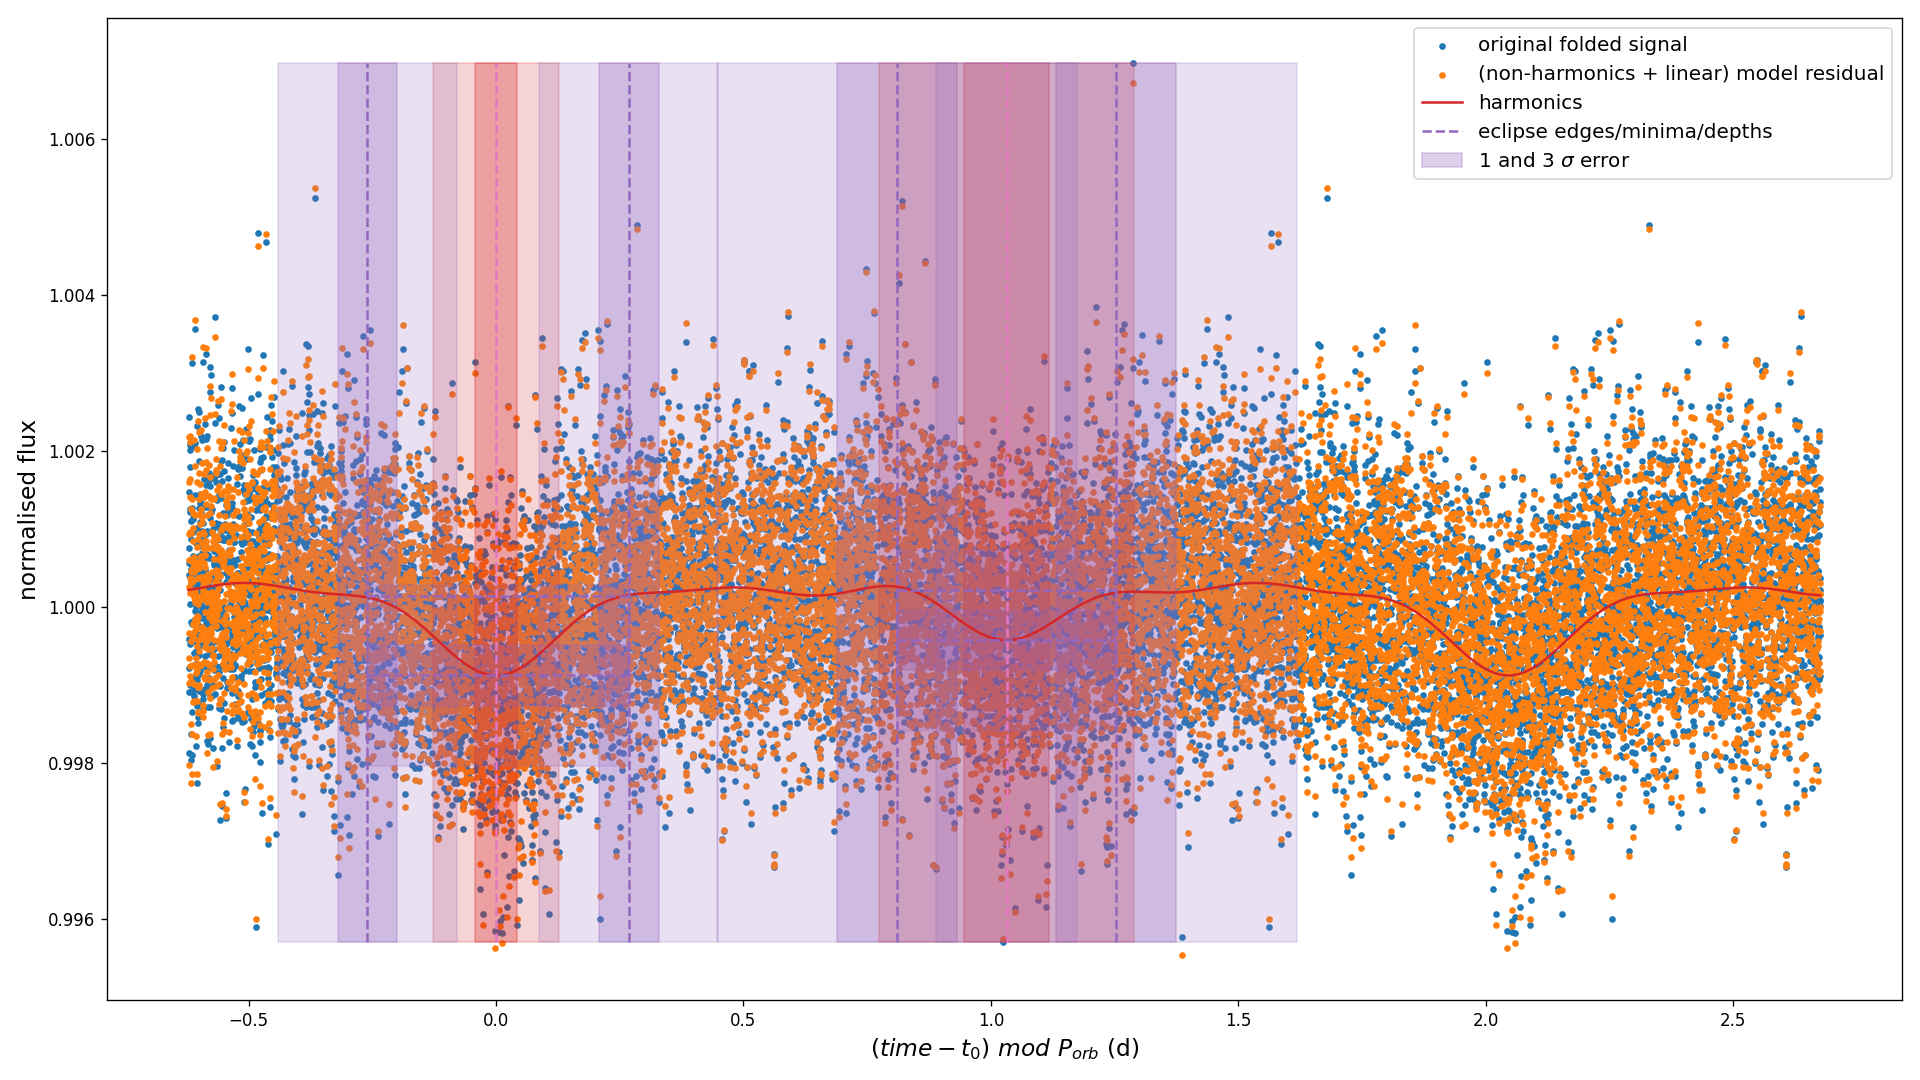 original folded signal
(non-harmonics + linear) model residual
harmonics
eclipse edges/minima/depths
1 and 3 σ error
normalised flux
1.006
1.004
1.002
1.000
0.998
0.996
−0.5 0.0 0.5 1.0 1.5 2.0 2.5
(time − t₀) mod P_orb (d)